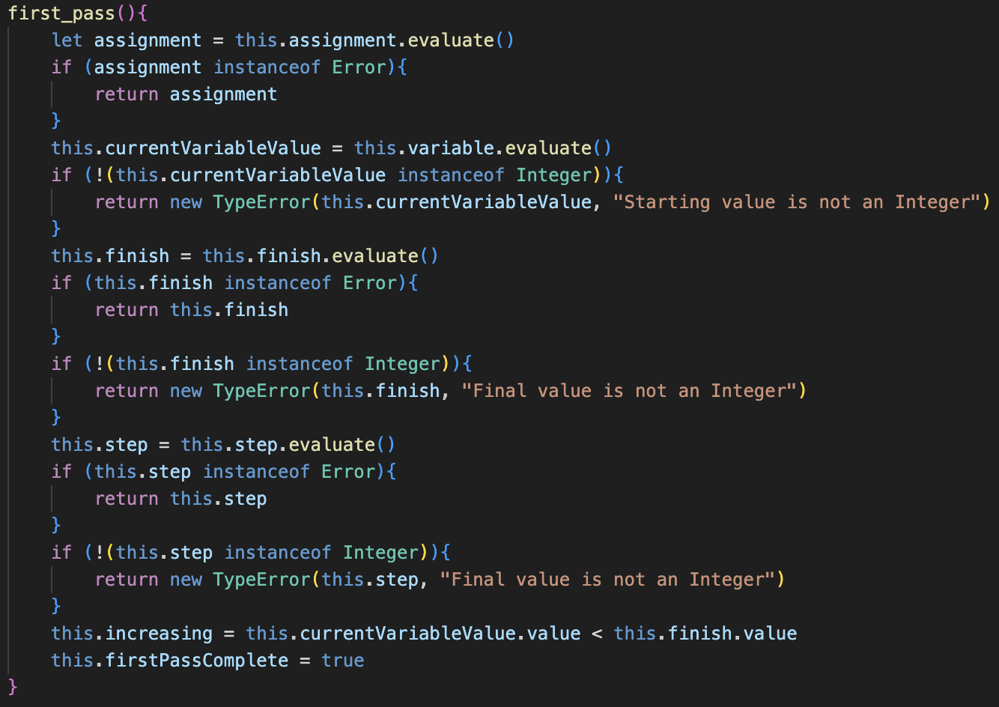 first_pass(){
let assignment = this.assignment.evaluate()
if (assignment instanceof Error){
return assignment
}
this.currentVariableValue = this.variable.evaluate()
if (!(this.currentVariableValue instanceof Integer)){
return new TypeError(this.currentVariableValue, "Starting value is not an Integer")
}
this.finish = this.finish.evaluate()
if (this.finish instanceof Error){
return this.finish
}
if (!(this.finish instanceof Integer)){
return new TypeError(this.finish, "Final value is not an Integer")
}
this.step = this.step.evaluate()
if (this.step instanceof Error){
return this.step
}
if (!(this.step instanceof Integer)){
return new TypeError(this.step, "Final value is not an Integer")
}
this.increasing = this.currentVariableValue.value < this.finish.value
this.firstPassComplete = true
}